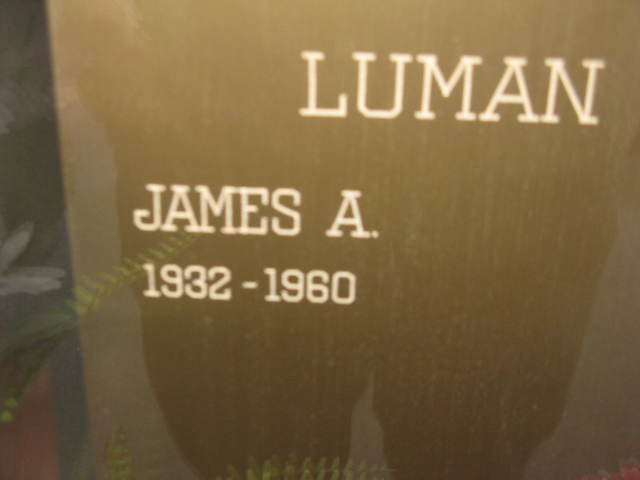 LUMAN
JAMES A.
1932 - 1960